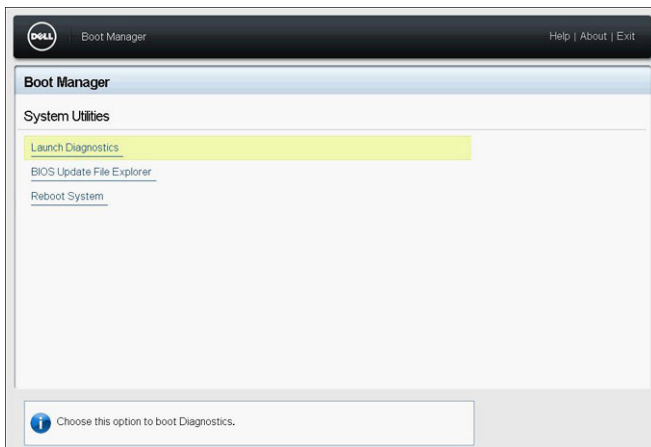 DELL Boot Manager Help | About | Exit
Boot Manager
System Utilities
Launch Diagnostics
BIOS Update File Explorer
Reboot System
Choose this option to boot Diagnostics.